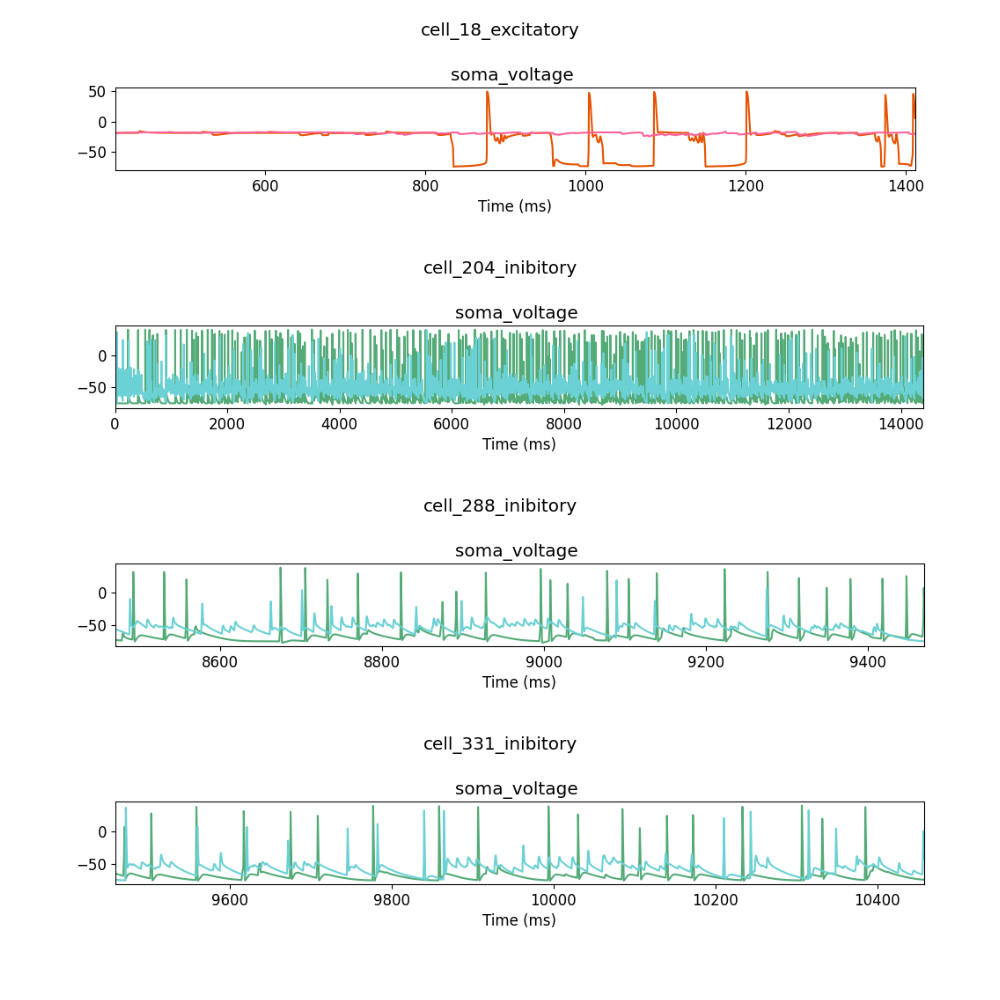 cell_18_excitatory
soma_voltage
50
0
−50
600 800 1000 1200 1400
Time (ms)
cell_204_inibitory
soma_voltage
0
−50
0 2000 4000 6000 8000 10000 12000 14000
Time (ms)
cell_288_inibitory
soma_voltage
0
−50
8600 8800 9000 9200 9400
Time (ms)
cell_331_inibitory
soma_voltage
0
−50
9600 9800 10000 10200 10400
Time (ms)